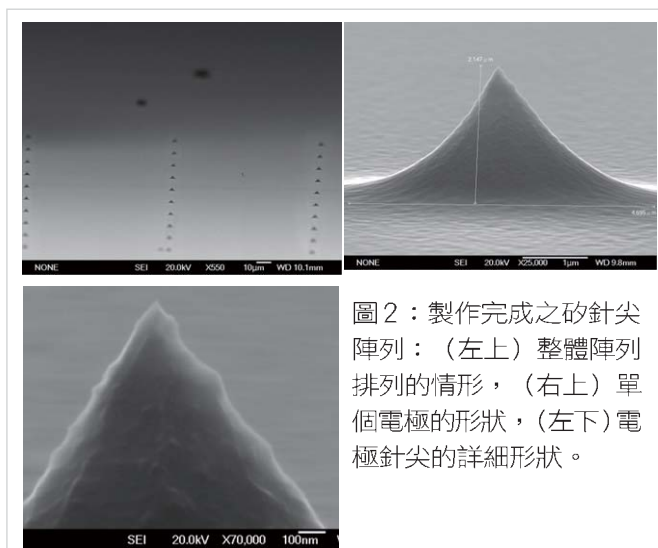 NONE SEI 20.0kV X550 10μm WD 10.1mm
NONE SEI 20.0kV X25,000 1μm WD 9.8mm
SEI 20.0kV X70,000 100nm
圖2：製作完成之矽針尖
陣列：（左上）整體陣列
排列的情形，（右上）單
個電極的形狀，（左下）電
極針尖的詳細形狀。